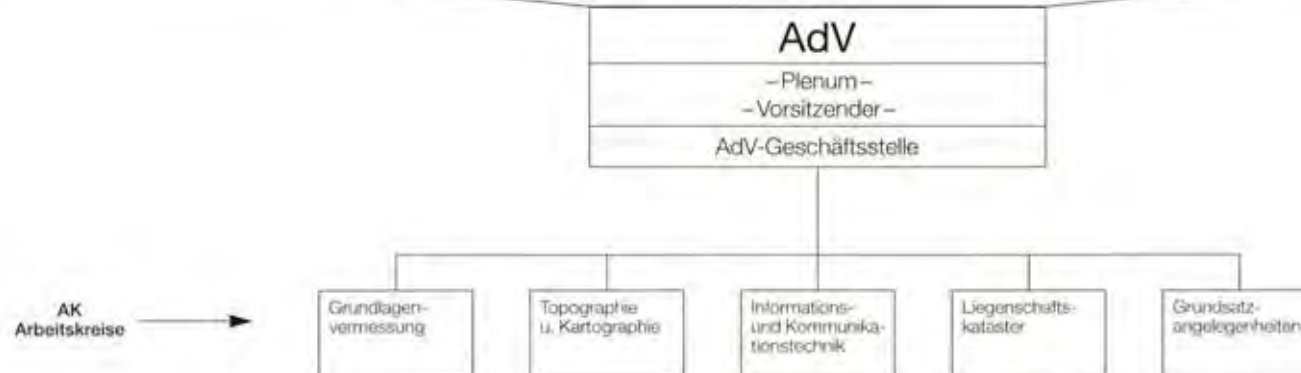 AdV
–Plenum–
–Vorsitzender–
AdV-Geschäftsstelle
AK
Arbeitskreise
Grundlagen-
vermessung
Topographie
u. Kartographie
Informations-
und Kommunika-
tionstechnik
Liegenschafts-
kataster
Grundsatz-
angelegenheiten